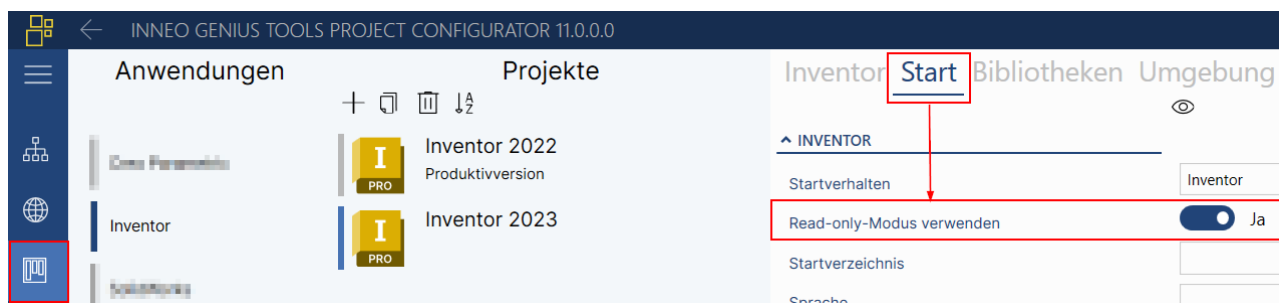 INNEO GENIUS TOOLS PROJECT CONFIGURATOR 11.0.0.0
Anwendungen
Inventor
Projekte
Inventor 2022
Produktivversion
Inventor 2023
I
PRO
I
PRO
Inventor Start Bibliotheken Umgebung
INVENTOR
Startverhalten Inventor
Read-only-Modus verwenden Ja
Startverzeichnis
Sprache